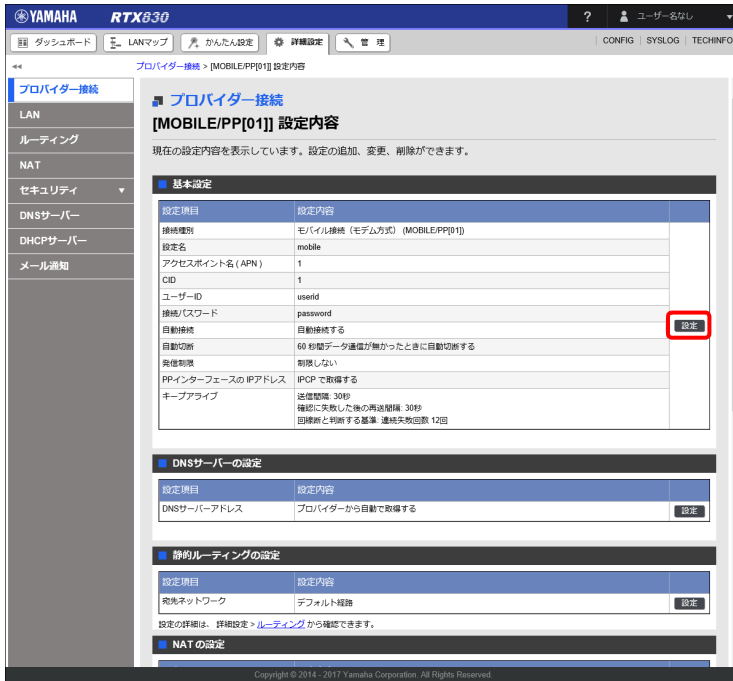 YAMAHA RTX830 ? ユーザー名なし
ダッシュボード LANマップ かんたん設定 詳細設定 管 理 CONFIG SYSLOG TECHINFO
プロバイダー接続 > [MOBILE/PP[01]] 設定内容
プロバイダー接続
LAN
ルーティング
NAT
セキュリティ
DNSサーバー
DHCPサーバー
メール通知
プロバイダー接続
[MOBILE/PP[01]] 設定内容
現在の設定内容を表示しています。設定の追加、変更、削除ができます。
基本設定
設定項目 設定内容
接続種別 モバイル接続（モデム方式） (MOBILE/PP[01])
設定名 mobile
アクセスポイント名 ( APN ) 1
CID 1
ユーザーID userid
接続パスワード password
自動接続 自動接続する 設定
自動切断 60 秒間データ通信が無かったときに自動切断する
発信制限 制限しない
PPインターフェースの IPアドレス IPCP で取得する
キープアライブ 送信間隔: 30秒
確認に失敗した後の再送間隔: 30秒
回線断と判断する基準: 連続失敗回数 12回
DNSサーバーの設定
設定項目 設定内容
DNSサーバーアドレス プロバイダーから自動で取得する 設定
静的ルーティングの設定
設定項目 設定内容
宛先ネットワーク デフォルト経路 設定
設定の詳細は、 詳細設定 > ルーティング から確認できます。
NAT の設定
Copyright © 2014 - 2017 Yamaha Corporation. All Rights Reserved.